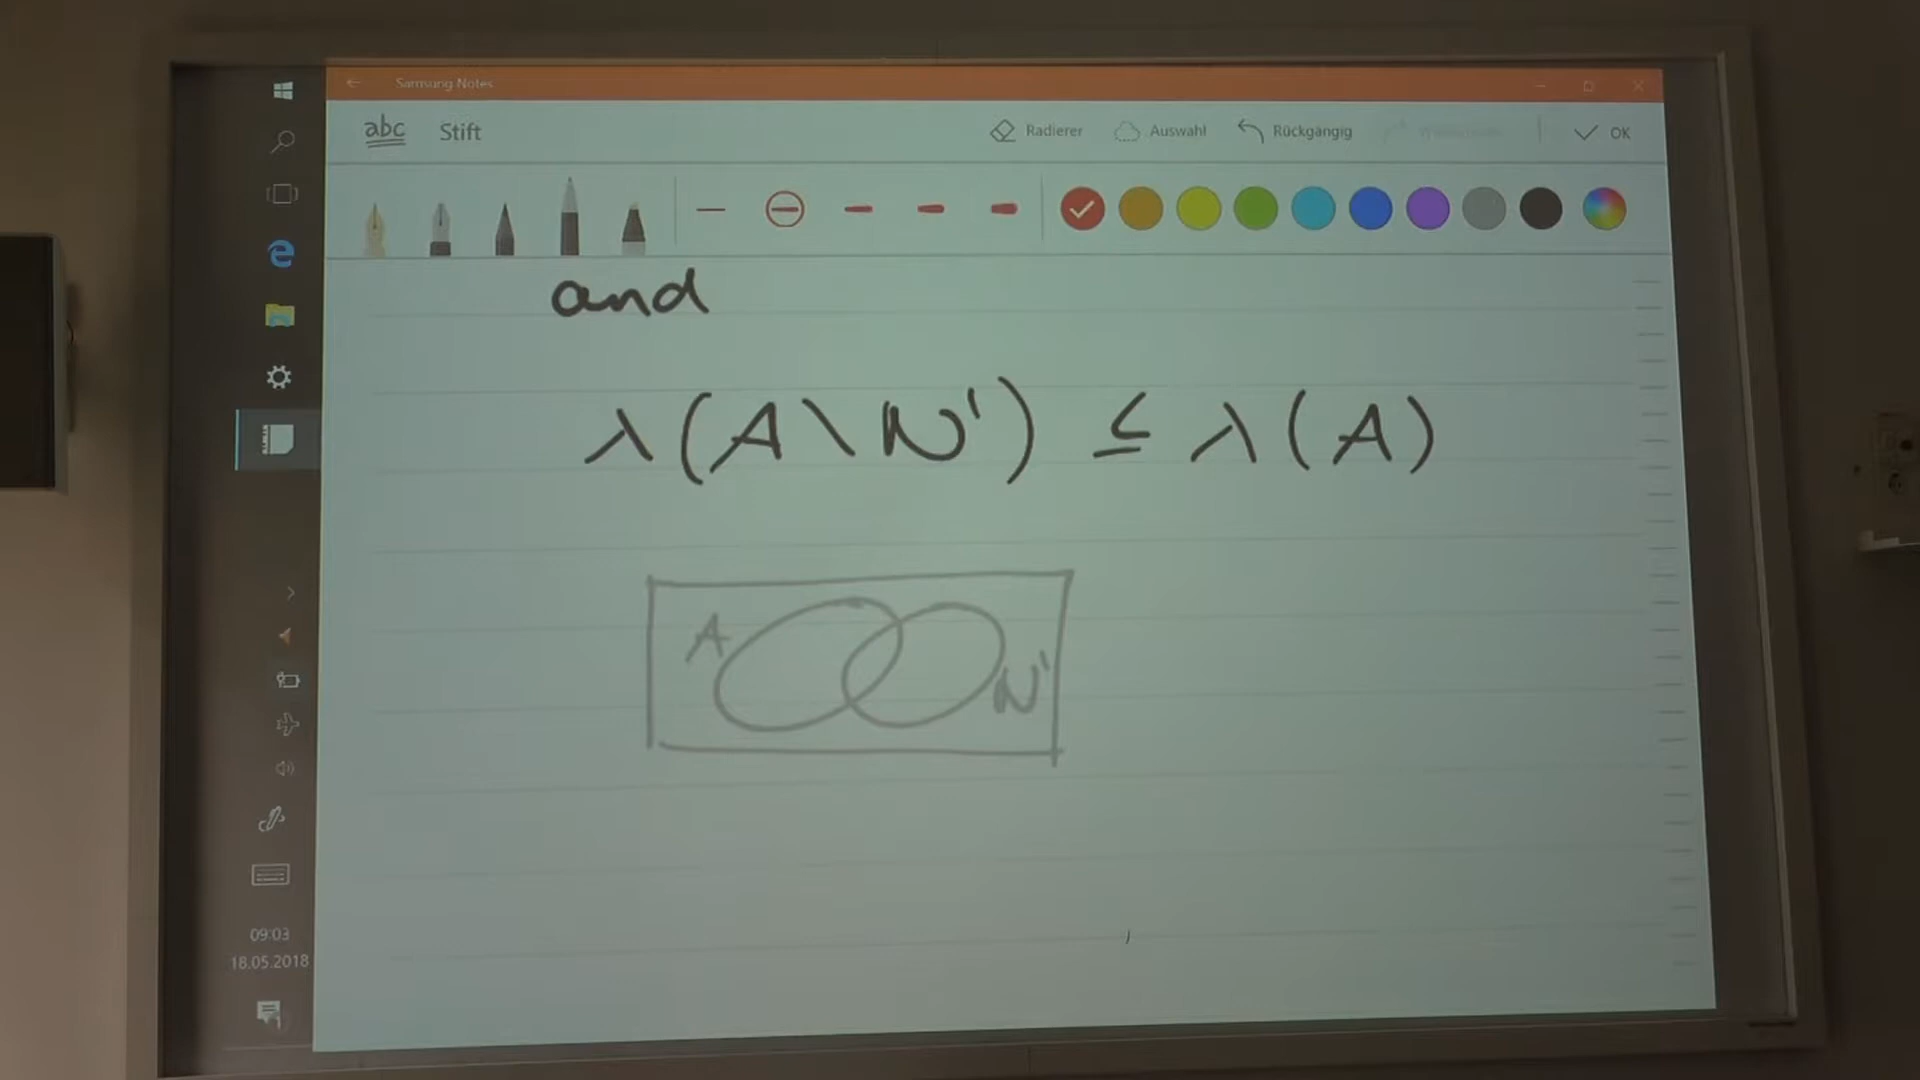 Samsung Notes
abc Stift Radierer Auswahl Rückgängig OK
and
λ(A\N') ≤ λ(A)
A
N'
09:03
18.05.2018